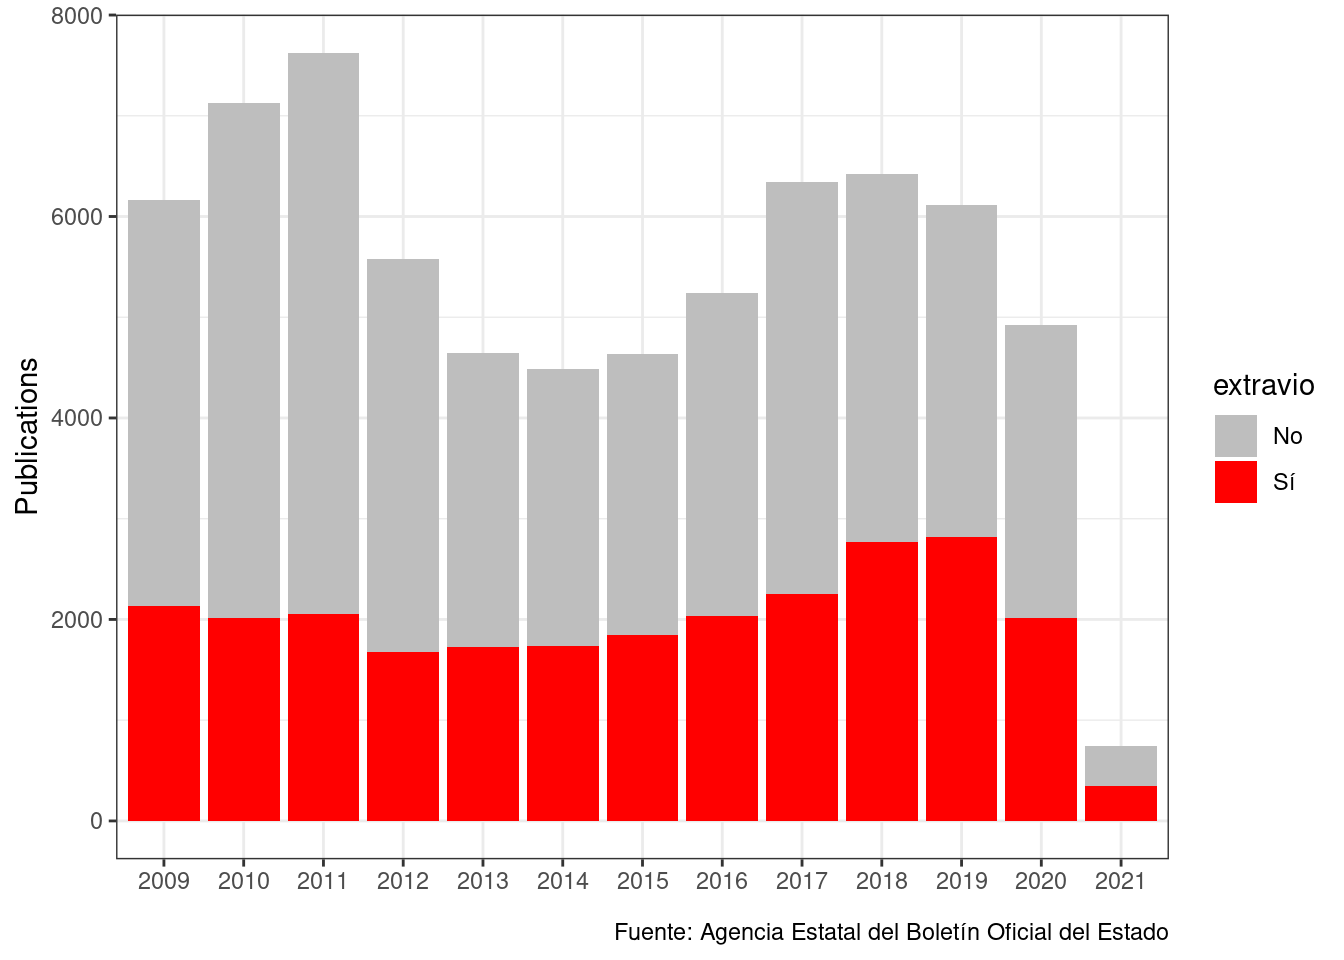 8000
6000
4000
2000
0
Publications
2009 2010 2011 2012 2013 2014 2015 2016 2017 2018 2019 2020 2021
extravio
No
Sí
Fuente: Agencia Estatal del Boletín Oficial del Estado